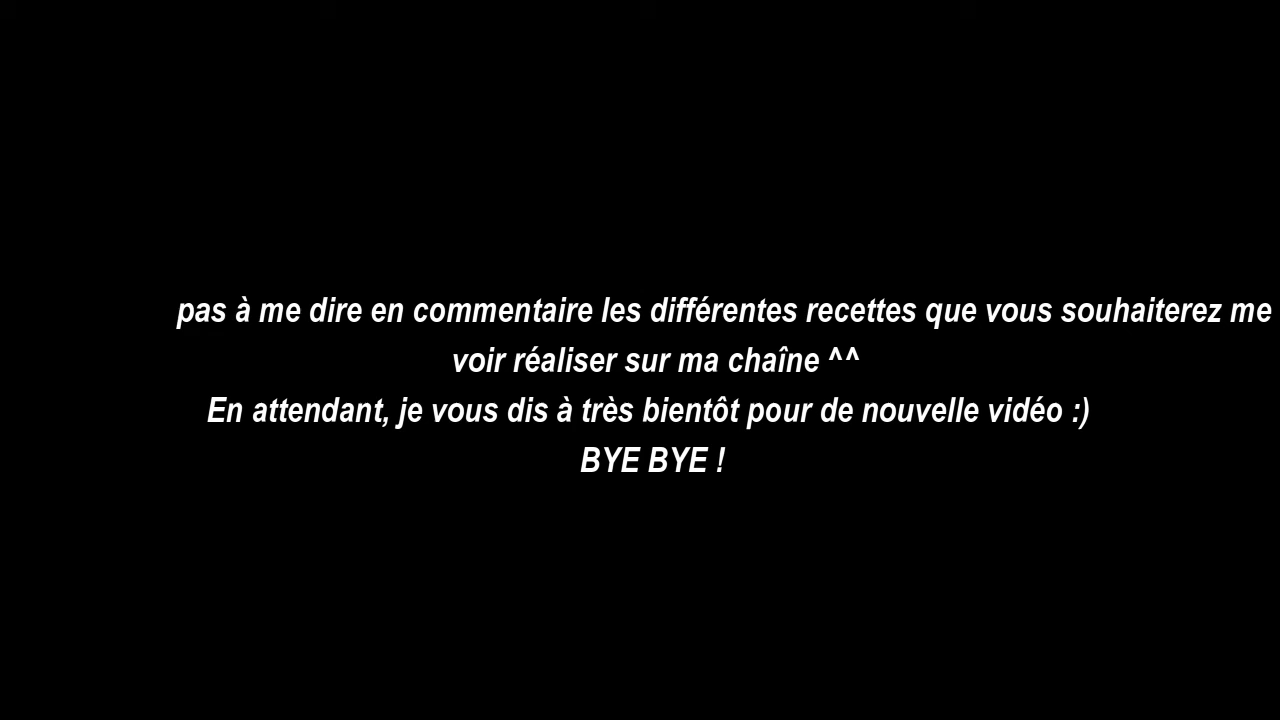 pas à me dire en commentaire les différentes recettes que vous souhaiterez me
voir réaliser sur ma chaîne ^^
En attendant, je vous dis à très bientôt pour de nouvelle vidéo :)
BYE BYE !